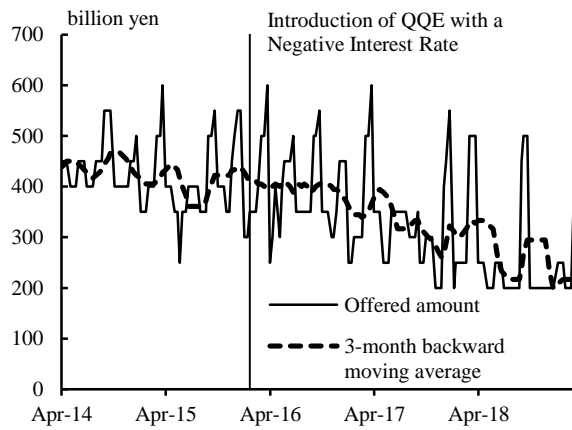 billion yen
Introduction of QQE with a
Negative Interest Rate
700
600
500
400
300
200
100
0
Offered amount
3-month backward
moving average
Apr-14
Apr-15
Apr-16
Apr-17
Apr-18